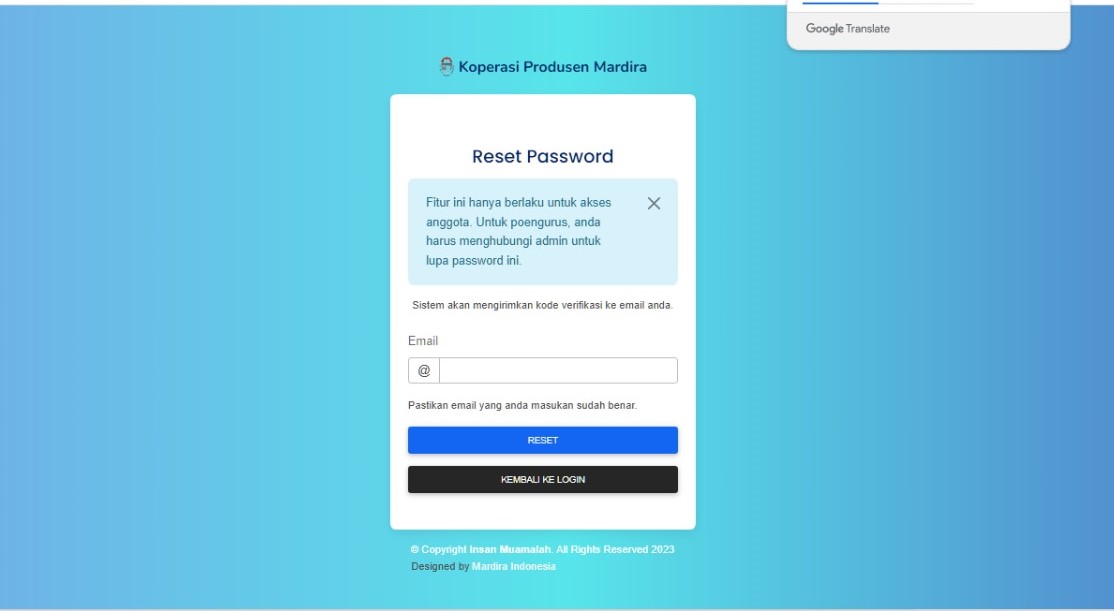 Google Translate
Koperasi Produsen Mardira
Reset Password
Fitur ini hanya berlaku untuk akses
anggota. Untuk poengurus, anda
harus menghubungi admin untuk
lupa password ini.
Sistem akan mengirimkan kode verifikasi ke email anda.
Email
@
Pastikan email yang anda masukan sudah benar.
RESET
KEMBALI KE LOGIN
© Copyright Insan Muamalah. All Rights Reserved 2023
Designed by Mardira Indonesia